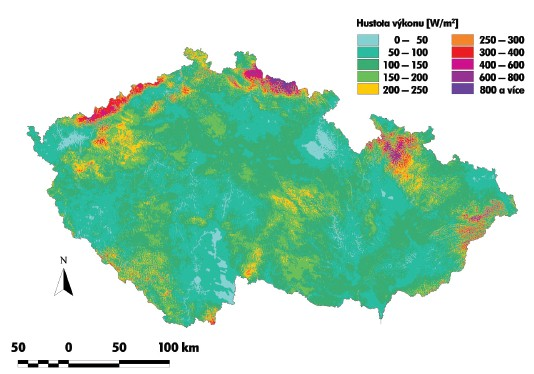 Hustota výkonu [W/m²]
0 – 50
50 – 100
100 – 150
150 – 200
200 – 250
250 – 300
300 – 400
400 – 600
600 – 800
800 a více
N
50 0 50 100 km